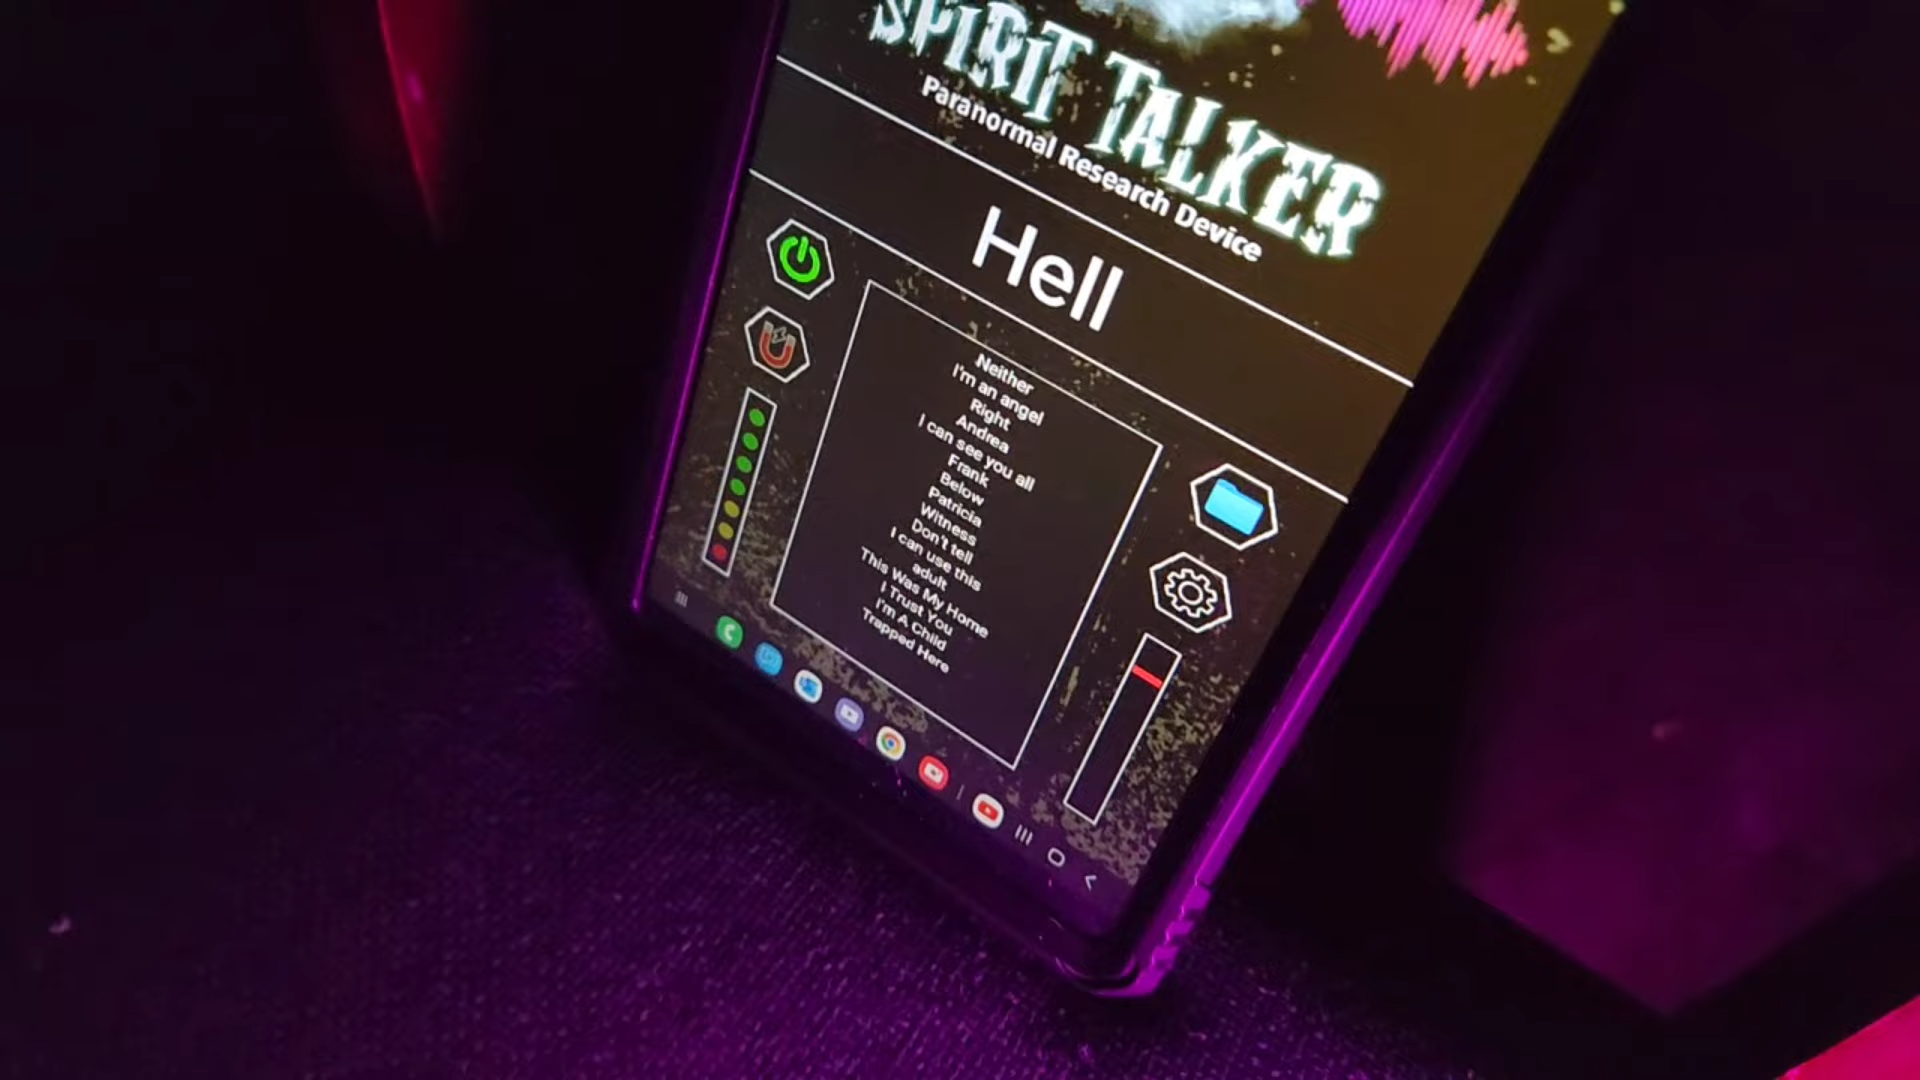 SPIRIT TALKER
Paranormal Research Device
Hell
Neither
I'm an angel
Right
Andrea
I can see you all
Frank
Below
Patricia
Witness
Don't tell
I can use this
adult
This Was My Home
I Trust You
I'm A Child
Trapped Here